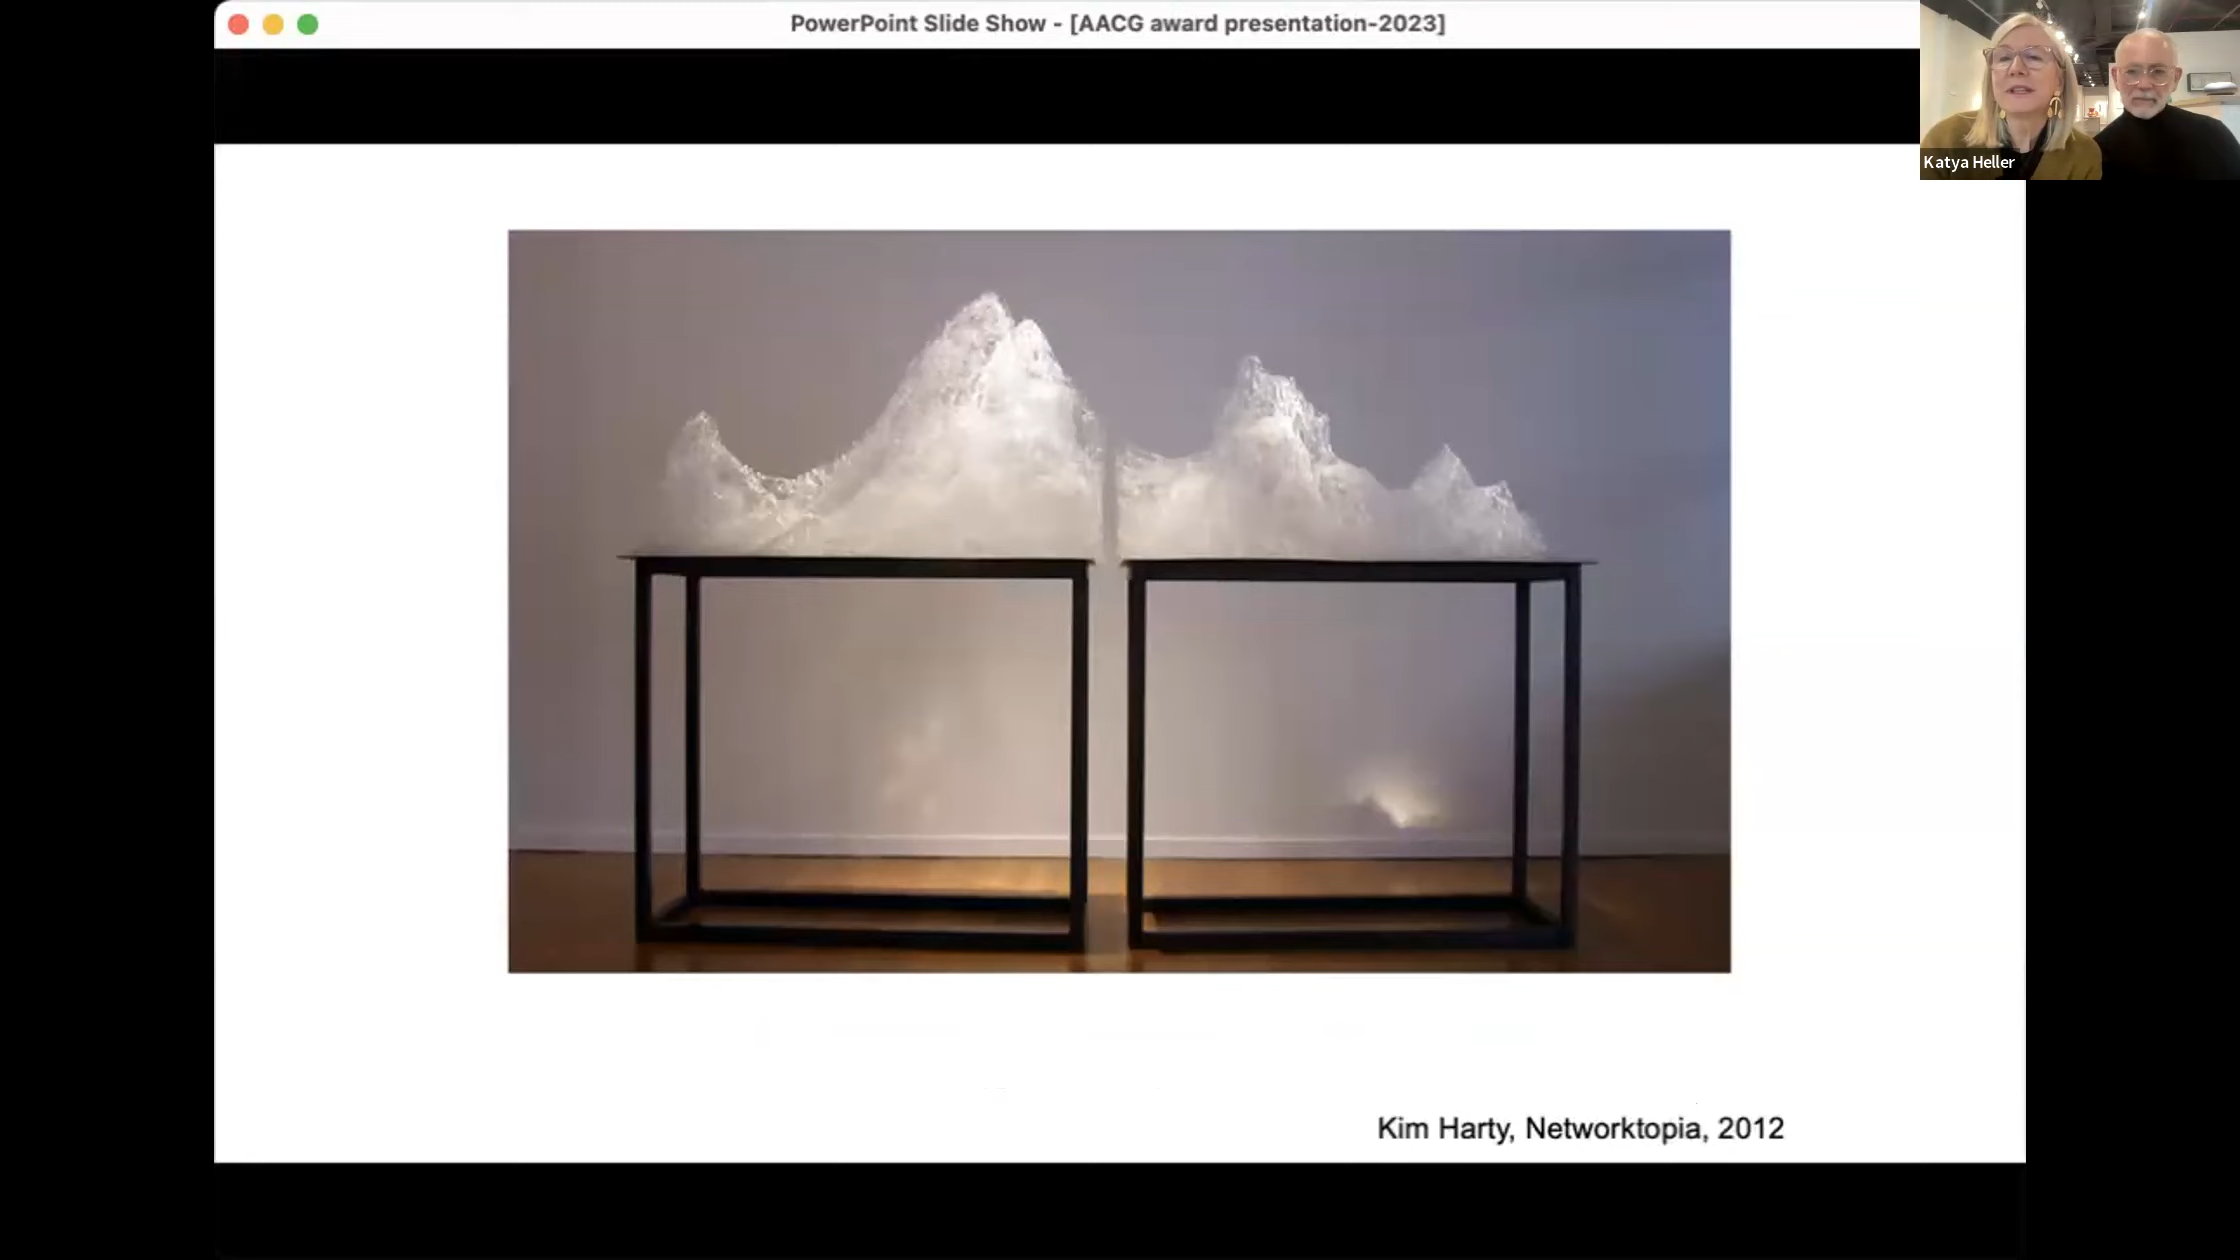 PowerPoint Slide Show - [AACG award presentation-2023]
Katya Heller
Kim Harty, Networktopia, 2012